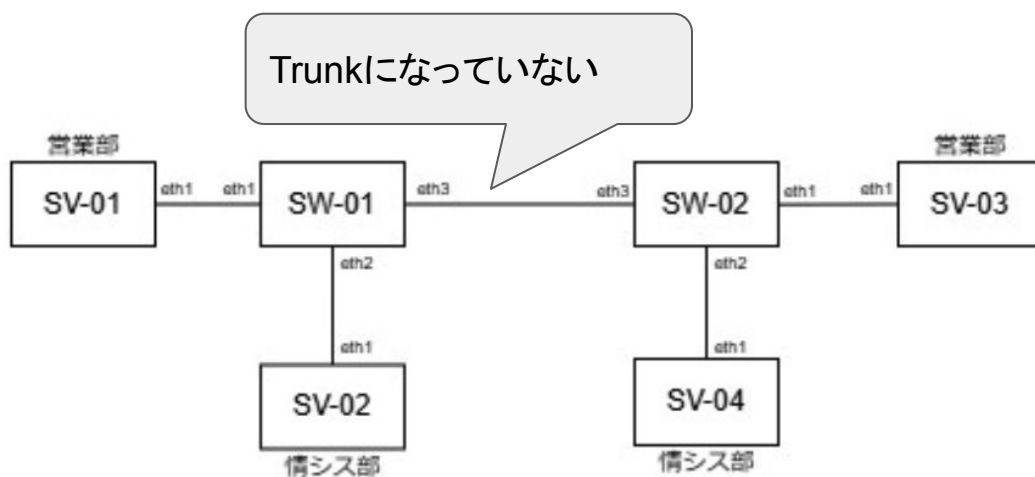 Trunkになっていない
営業部
営業部
SV-01
eth1
eth1
SW-01
eth3
eth3
SW-02
eth1
eth1
SV-03
eth2
eth2
eth1
eth1
SV-02
SV-04
情シス部
情シス部